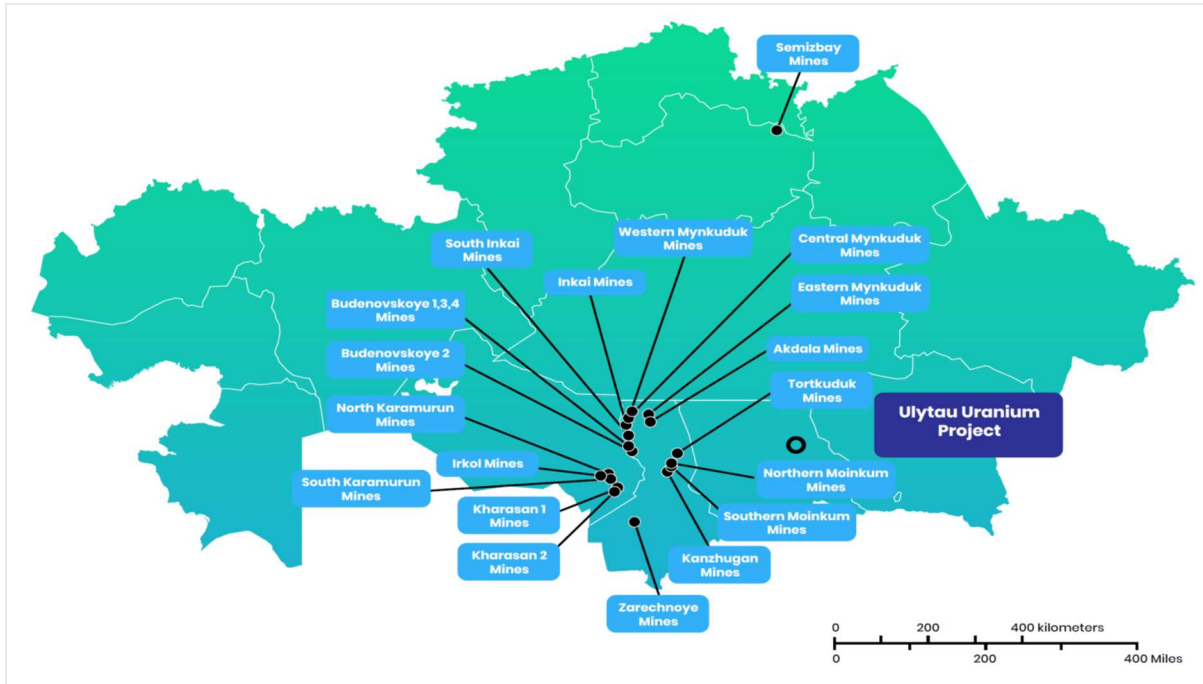 Semizbay
Mines
Western Mynkuduk
Mines
Central Mynkuduk
Mines
South Inkai
Mines
Inkai Mines
Eastern Mynkuduk
Mines
Budenovskoye 1,3,4
Mines
Akdala Mines
Budenovskoye 2
Mines
Tortkuduk
Mines
North Karamurun
Mines
Ulytau Uranium
Project
Irkol Mines
Northern Moinkum
Mines
South Karamurun
Mines
Kharasan 1
Mines
Southern Moinkum
Mines
Kharasan 2
Mines
Kanzhugan
Mines
Zarechnoye
Mines
0 200 400 kilometers
0 200 400 Miles